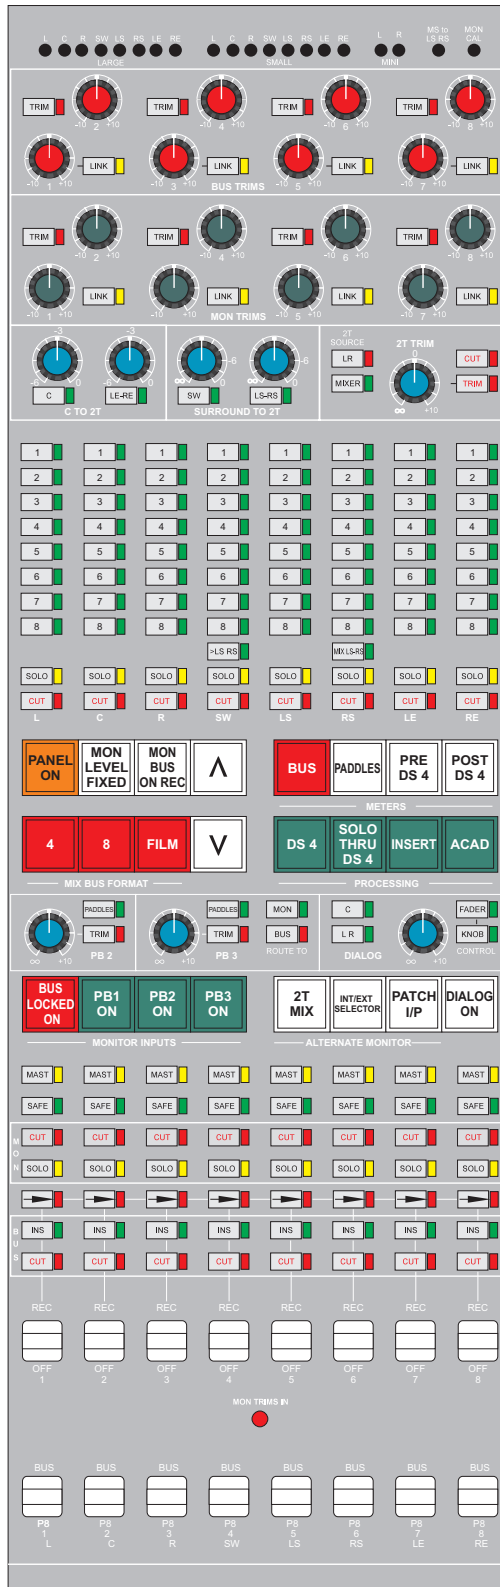 L C R SW LS RS LE RE L C R SW LS RS LE RE L R MS to LS RS MON CAL
LARGE SMALL MINI
TRIM TRIM TRIM TRIM
2 4 6 8
-10 +10 -10 +10 -10 +10 -10 +10
LINK LINK LINK LINK
1 3 5 7
-10 +10 -10 +10 -10 +10 -10 +10
BUS TRIMS
TRIM TRIM TRIM TRIM
2 4 6 8
-10 +10 -10 +10 -10 +10 -10 +10
LINK LINK LINK LINK
1 3 5 7
-10 +10 -10 +10 -10 +10 -10 +10
MON TRIMS
-3 -3 2T SOURCE 2T TRIM
-6 -6 LR 0 CUT
-6 0 -6 0 ∞ 0 ∞ 0 MIXER TRIM
C LE-RE SW LS-RS ∞ +10
C TO 2T SURROUND TO 2T
1 1 1 1 1 1 1 1
2 2 2 2 2 2 2 2
3 3 3 3 3 3 3 3
4 4 4 4 4 4 4 4
5 5 5 5 5 5 5 5
6 6 6 6 6 6 6 6
7 7 7 7 7 7 7 7
8 8 8 8 8 8 8 8
>LS RS MIX LS-RS
SOLO SOLO SOLO SOLO SOLO SOLO SOLO SOLO
CUT CUT CUT CUT CUT CUT CUT CUT
L C R SW LS RS LE RE
PANEL ON MON LEVEL FIXED MON BUS ON REC Λ BUS PADDLES PRE DS 4 POST DS 4
METERS
4 8 FILM V DS 4 SOLO THRU DS 4 INSERT ACAD
MIX BUS FORMAT PROCESSING
PADDLES PADDLES MON C FADER
TRIM TRIM BUS L R KNOB
∞ +10 PB 2 ∞ +10 PB 3 ROUTE TO DIALOG ∞ +10 CONTROL
BUS LOCKED ON PB1 ON PB2 ON PB3 ON 2T MIX INT/EXT SELECTOR PATCH I/P DIALOG ON
MONITOR INPUTS ALTERNATE MONITOR
MAST MAST MAST MAST MAST MAST MAST MAST
SAFE SAFE SAFE SAFE SAFE SAFE SAFE SAFE
MON
CUT CUT CUT CUT CUT CUT CUT CUT
SOLO SOLO SOLO SOLO SOLO SOLO SOLO SOLO
BUS
INS INS INS INS INS INS INS INS
CUT CUT CUT CUT CUT CUT CUT CUT
REC REC REC REC REC REC REC REC
OFF OFF OFF OFF OFF OFF OFF OFF
1 2 3 4 5 6 7 8
MON TRIMS IN
BUS BUS BUS BUS BUS BUS BUS BUS
P8 P8 P8 P8 P8 P8 P8 P8
1 2 3 4 5 6 7 8
L C R SW LS RS LE RE